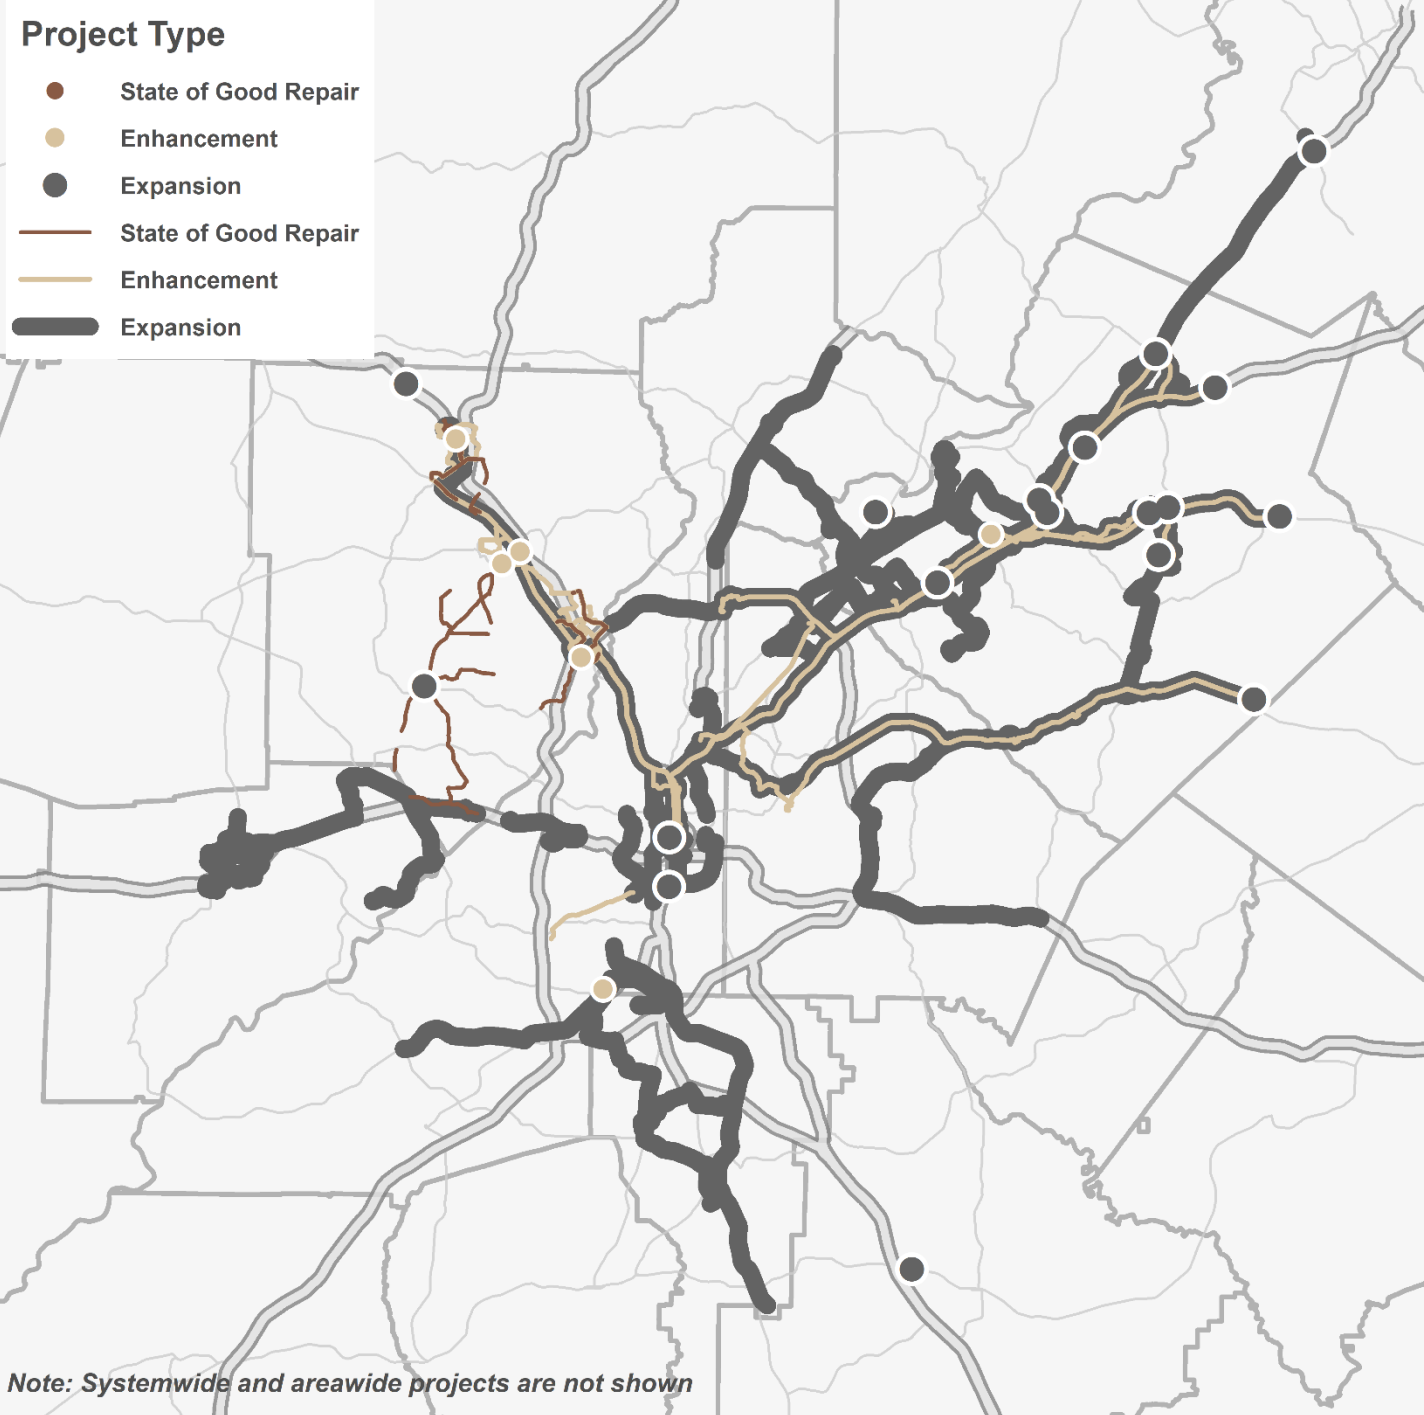 Project Type
State of Good Repair
Enhancement
Expansion
State of Good Repair
Enhancement
Expansion
Note: Systemwide and areawide projects are not shown